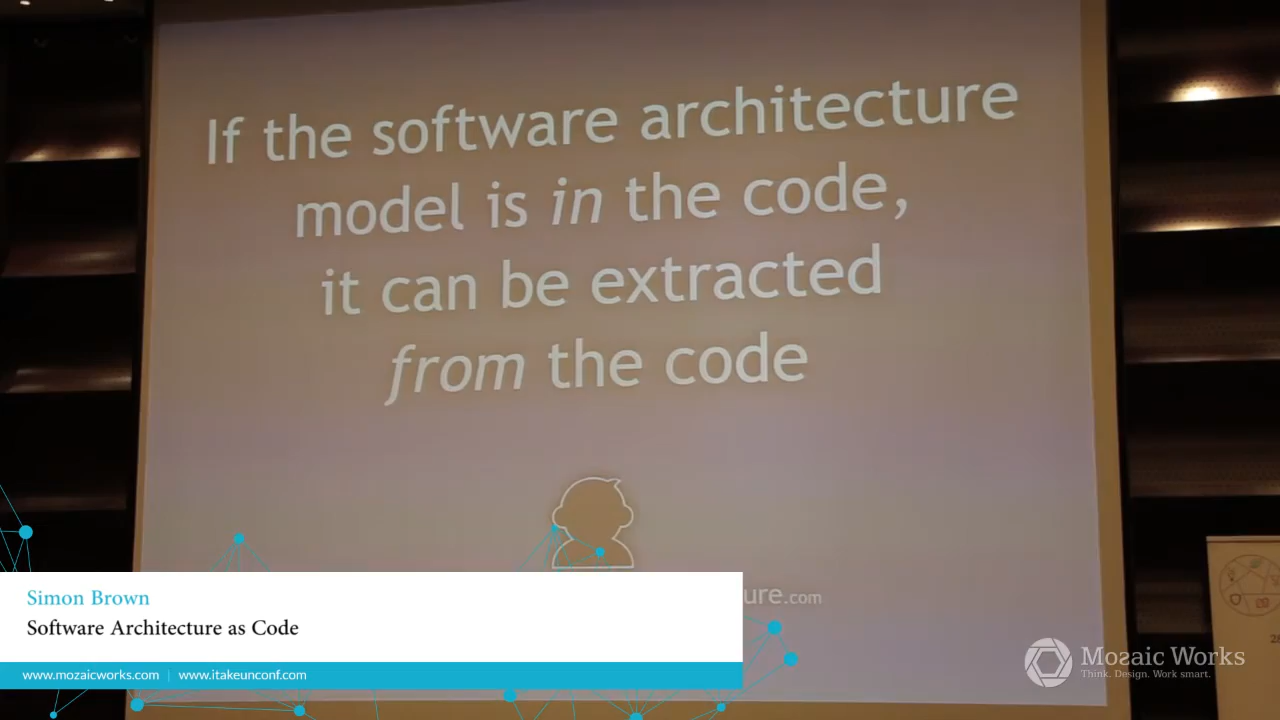 If the software architecture
model is in the code,
it can be extracted
from the code
ure.com
Simon Brown
Software Architecture as Code
www.mozaicworks.com | www.itakeunconf.com
Mozaic Works
Think. Design. Work smart.